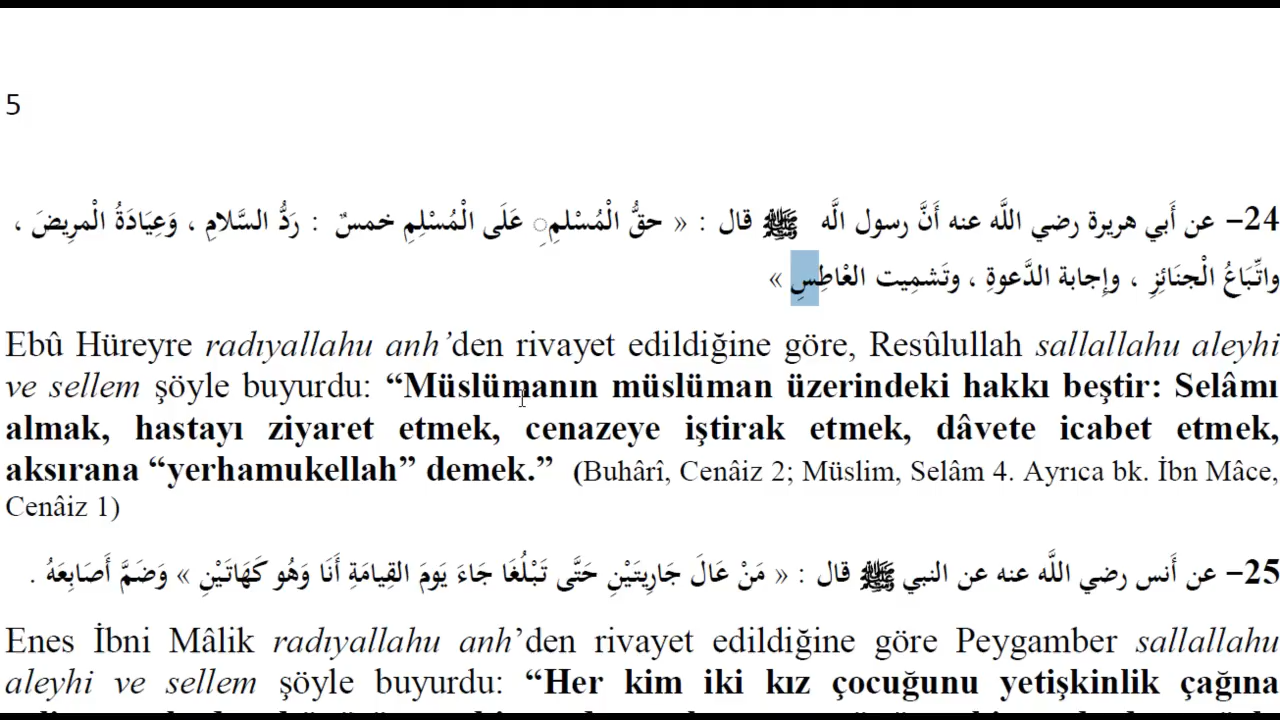 5
24– عن أَبي هريرة رضي اللَّه عنه أَنَّ رسول الَّه ﷺ قال : « حقُّ الْمُسْلمِِ عَلَى الْمُسْلِمِ خمسٌ : رَدُّ السَّلامِ ، وَعِيَادَةُ الْمرِيضَ ،
واتِّبَاعُ الْجنَائِزِ ، وإِجابة الدَّعوةِ ، وتَشمِيت العْاطِسِ »
Ebû Hüreyre radıyallahu anh’den rivayet edildiğine göre, Resûlullah sallallahu aleyhi
ve sellem şöyle buyurdu: “Müslümanın müslüman üzerindeki hakkı beştir: Selâmı
almak, hastayı ziyaret etmek, cenazeye iştirak etmek, dâvete icabet etmek,
aksırana “yerhamukellah” demek.” (Buhârî, Cenâiz 2; Müslim, Selâm 4. Ayrıca bk. İbn Mâce,
Cenâiz 1)
25– عن أَنس رضي اللَّه عنه عن النبي ﷺ قال : « مَنْ عَالَ جَارِيتَيْنِ حَتَّى تَبْلُغَا جَاءَ يَومَ القِيامَةِ أَنَا وَهُو كَهَاتَيْنِ » وَضَمَّ أَصَابِعَهُ .
Enes İbni Mâlik radıyallahu anh’den rivayet edildiğine göre Peygamber sallallahu
aleyhi ve sellem şöyle buyurdu: “Her kim iki kız çocuğunu yetişkinlik çağına